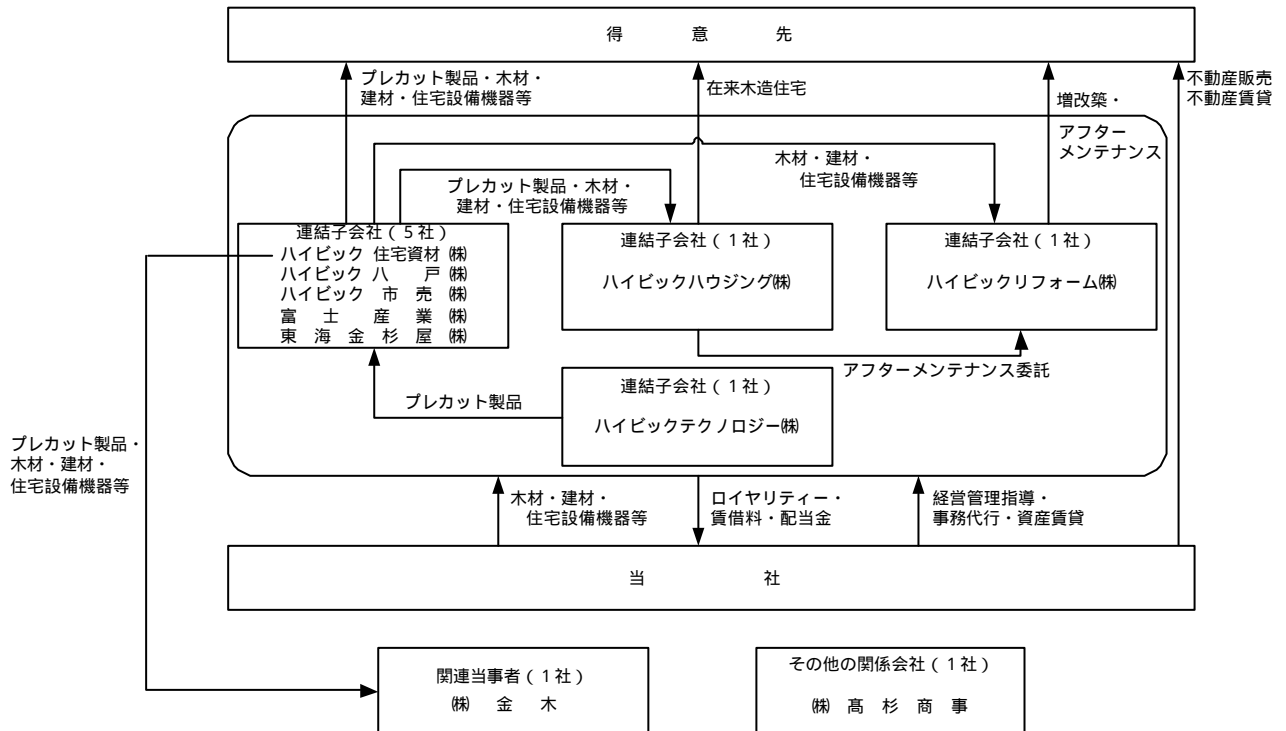 得 意 先
プレカット製品・木材・
建材・住宅設備機器等
在来木造住宅
増改築・
アフター
メンテナンス
不動産販売
不動産賃貸
木材・建材・
住宅設備機器等
プレカット製品・木材・
建材・住宅設備機器等
連結子会社(5社)
ハイビック 住宅資材 ㈱
ハイビック 八 戸 ㈱
ハイビック 市 売 ㈱
富 士 産 業 ㈱
東 海 金 杉 屋 ㈱
連結子会社(1社)
ハイビックハウジング㈱
連結子会社(1社)
ハイビックリフォーム㈱
アフターメンテナンス委託
プレカット製品
連結子会社(1社)
ハイビックテクノロジー㈱
プレカット製品・
木材・建材・
住宅設備機器等
木材・建材・
住宅設備機器等
ロイヤリティー・
賃借料・配当金
経営管理指導・
事務代行・資産賃貸
当 社
関連当事者(1社)
㈱ 金 木
その他の関係会社(1社)
㈱ 髙 杉 商 事